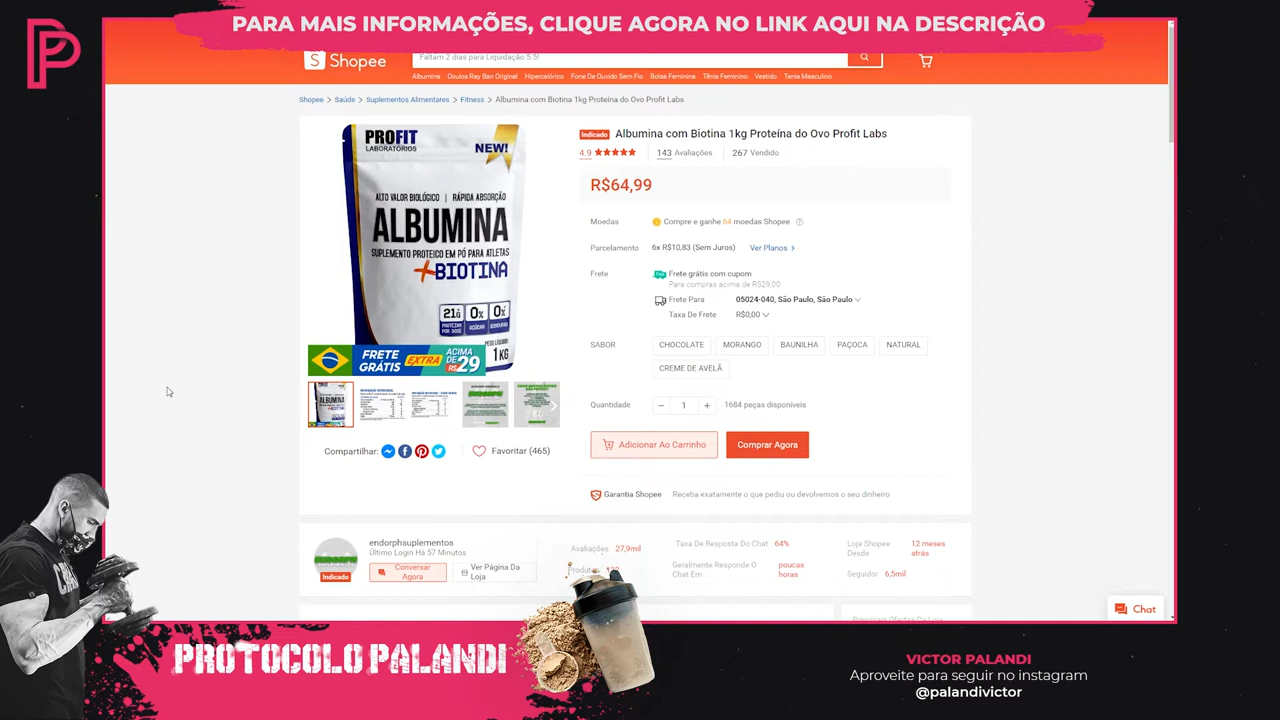 PARA MAIS INFORMAÇÕES, CLIQUE AGORA NO LINK AQUI NA DESCRIÇÃO
Shopee
Faltam 2 dias para Liquidação 5.5!
Albumina Oculos Ray Ban Original Hipercalórico Fone De Ouvido Sem Fio Bolsa Feminina Tênis Feminino Vestido Tenis Masculino
Shopee > Saúde > Suplementos Alimentares > Fitness > Albumina com Biotina 1kg Proteína do Ovo Profit Labs
PROFIT
LABORATÓRIOS
NEW!
ALTO VALOR BIOLÓGICO | RÁPIDA ABSORÇÃO
ALBUMINA
SUPLEMENTO PROTEICO EM PÓ PARA ATLETAS
+BIOTINA
21g 0% 0%
PROTEÍNA POR DOSE AÇÚCAR GORDURAS
PESO LÍQUIDO
1KG
FRETE GRÁTIS EXTRA ACIMA DE R$29
Indicado Albumina com Biotina 1kg Proteína do Ovo Profit Labs
4.9 143 Avaliações 267 Vendido
R$64,99
Moedas Compre e ganhe 64 moedas Shopee ?
Parcelamento 6x R$10,83 (Sem Juros) Ver Planos >
Frete Frete grátis com cupom
Para compras acima de R$29,00
Frete Para 05024-040, São Paulo, São Paulo
Taxa De Frete R$0,00
SABOR CHOCOLATE MORANGO BAUNILHA PAÇOCA NATURAL
CREME DE AVELÃ
Quantidade − 1 + 1684 peças disponíveis
Adicionar Ao Carrinho Comprar Agora
Compartilhar: Favoritar (465)
Garantia Shopee Receba exatamente o que pediu ou devolvemos o seu dinheiro
endorphsuplementos
Último Login Há 57 Minutos
Indicado
Conversar Agora
Ver Página Da Loja
Avaliações 27,9mil
Taxa De Resposta Do Chat 64%
Loja Shopee Desde 12 meses atrás
Geralmente Responde O Chat Em poucas horas
Seguidor 6,5mil
Chat
PROTOCOLO PALANDI
VICTOR PALANDI
Aproveite para seguir no instagram
@palandivictor